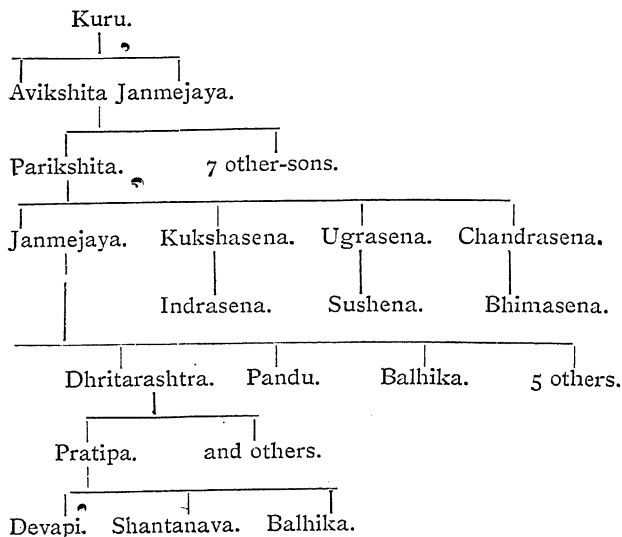 Kuru.
Avikshita Janmejaya.
Parikshita. 7 other-sons.
Janmejaya. Kukshasena. Ugrasena. Chandrasena.
Indrasena. Sushena. Bhimasena.
Dhritarashtra. Pandu. Balhika. 5 others.
Pratipa. and others.
Devapi. Shantanava. Balhika.